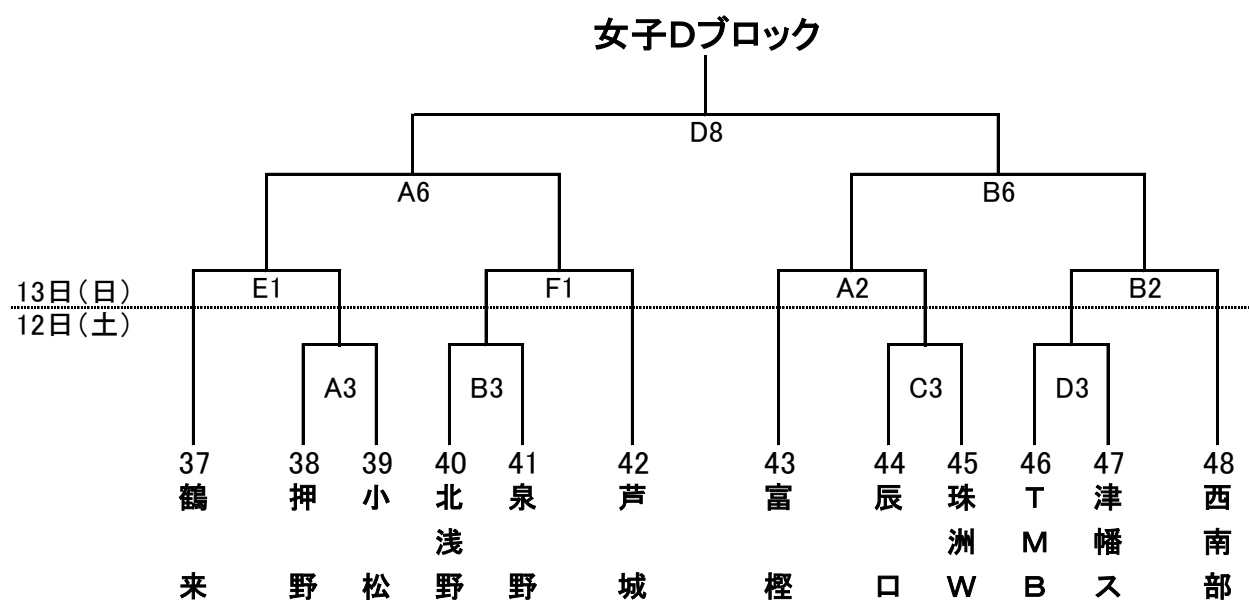 女子Dブロック
D8
A6
B6
13日(日)
E1
F1
A2
B2
12日(土)
A3
B3
C3
D3
37
38
39
40
41
42
43
44
45
46
47
48
鶴来
押野
小松
北浅野
泉野
芦城
富樫
辰口
珠洲W
TMB
津幡ス
西南部